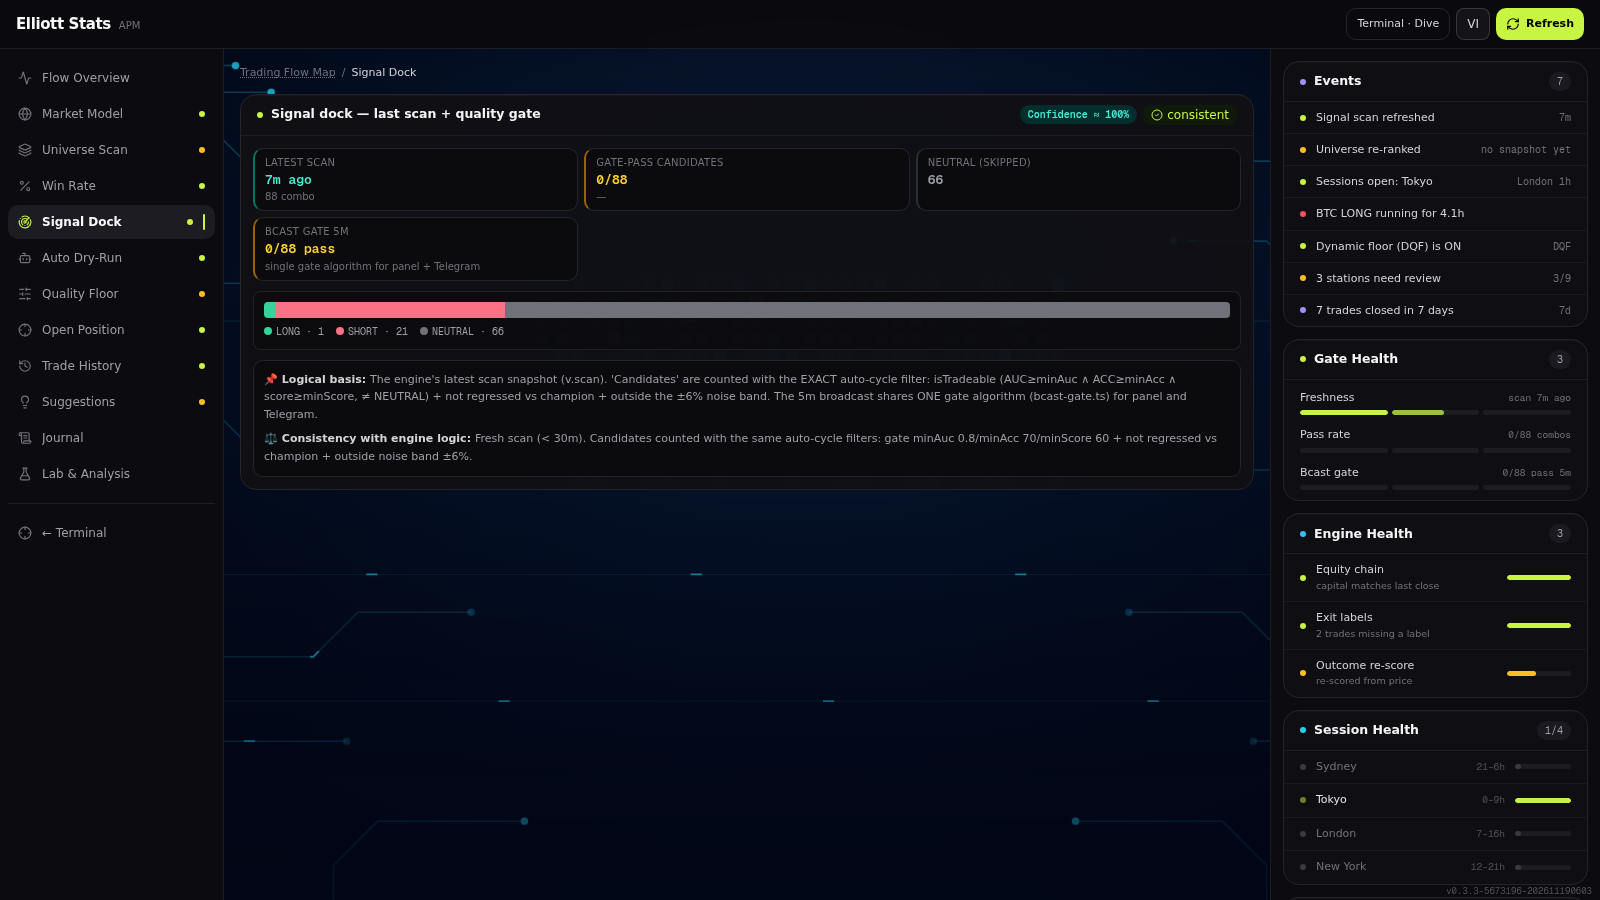 Elliott Stats APM
Terminal · Dive
VI
Refresh
Flow Overview
Market Model
Universe Scan
Win Rate
Signal Dock
Auto Dry-Run
Quality Floor
Open Position
Trade History
Suggestions
Journal
Lab & Analysis
← Terminal
Trading Flow Map / Signal Dock
Signal dock — last scan + quality gate
Confidence ≈ 100%
consistent
LATEST SCAN
7m ago
88 combo
GATE-PASS CANDIDATES
0/88
—
NEUTRAL (SKIPPED)
66
BCAST GATE 5M
0/88 pass
single gate algorithm for panel + Telegram
LONG · 1 SHORT · 21 NEUTRAL · 66
📌 Logical basis: The engine's latest scan snapshot (v.scan). 'Candidates' are counted with the EXACT auto-cycle filter: isTradeable (AUC≥minAuc ∧ ACC≥minAcc ∧
score≥minScore, ≠ NEUTRAL) + not regressed vs champion + outside the ±6% noise band. The 5m broadcast shares ONE gate algorithm (bcast-gate.ts) for panel and
Telegram.
⚖️ Consistency with engine logic: Fresh scan (< 30m). Candidates counted with the same auto-cycle filters: gate minAuc 0.8/minAcc 70/minScore 60 + not regressed vs
champion + outside noise band ±6%.
Events 7
Signal scan refreshed 7m
Universe re-ranked no snapshot yet
Sessions open: Tokyo London 1h
BTC LONG running for 4.1h
Dynamic floor (DQF) is ON DQF
3 stations need review 3/9
7 trades closed in 7 days 7d
Gate Health 3
Freshness scan 7m ago
Pass rate 0/88 combos
Bcast gate 0/88 pass 5m
Engine Health 3
Equity chain
capital matches last close
Exit labels
2 trades missing a label
Outcome re-score
re-scored from price
Session Health 1/4
Sydney 21-6h
Tokyo 0-9h
London 7-16h
New York 12-21h
v0.3.3-5673196-202611190603